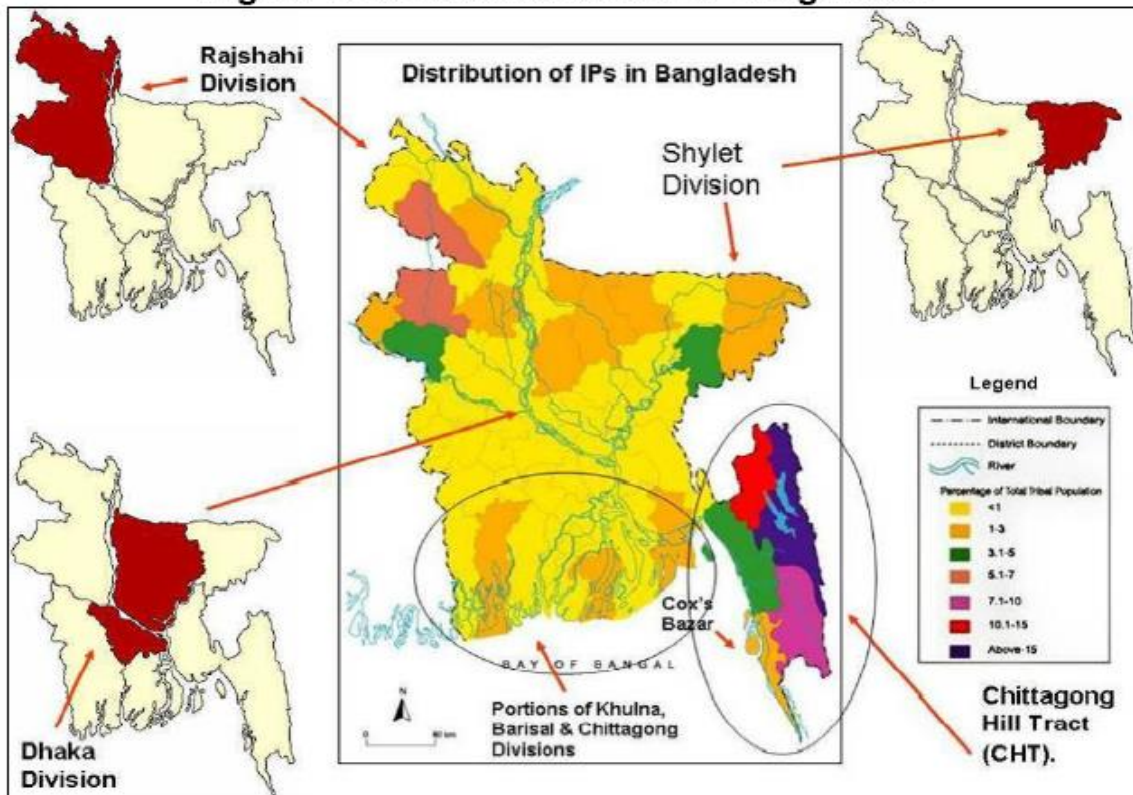 Rajshahi
Division
Distribution of IPs in Bangladesh
Shylet
Division
Legend
International Boundary
District Boundary
River
Percentage of Total Tribal Population
<1
1-3
3.1-5
5.1-7
7.1-10
10.1-15
Above-15
Cox's
Bazar
BAY OF BANGAL
N
Portions of Khulna,
Barisal & Chittagong
Divisions
Dhaka
Division
Chittagong
Hill Tract
(CHT).